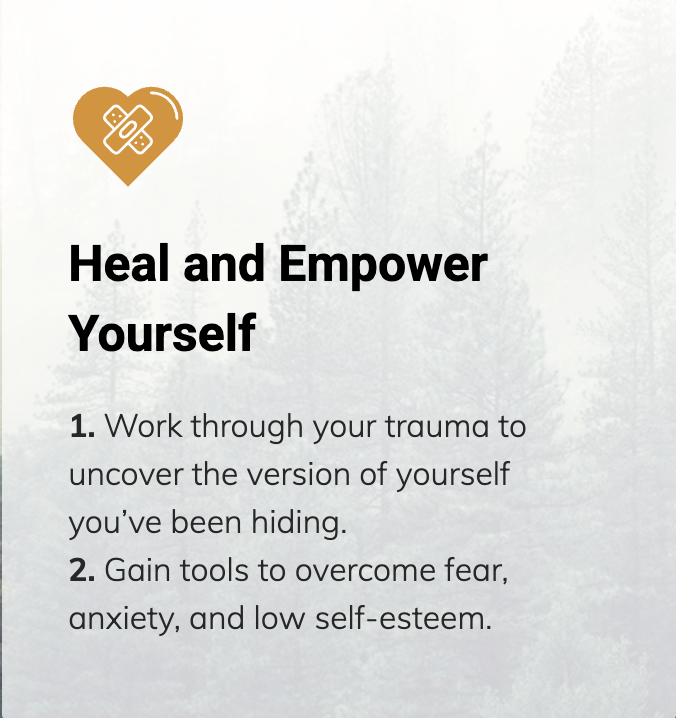 Heal and Empower
Yourself
1. Work through your trauma to
uncover the version of yourself
you’ve been hiding.
2. Gain tools to overcome fear,
anxiety, and low self-esteem.